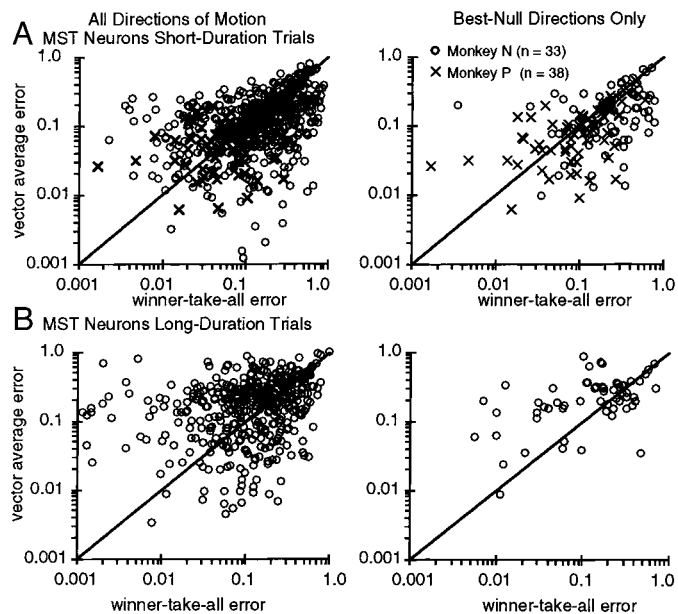 A
All Directions of Motion
MST Neurons Short-Duration Trials
Best-Null Directions Only
Monkey N (n = 33)
Monkey P (n = 38)
1.0
0.1
0.01
0.001
vector average error
0.001
0.01
0.1
1.0
winner-take-all error
1.0
0.1
0.01
0.001
0.001
0.01
0.1
1.0
winner-take-all error
B
MST Neurons Long-Duration Trials
1.0
0.1
0.01
0.001
vector average error
0.001
0.01
0.1
1.0
winner-take-all error
1.0
0.1
0.01
0.001
0.001
0.01
0.1
1.0
winner-take-all error